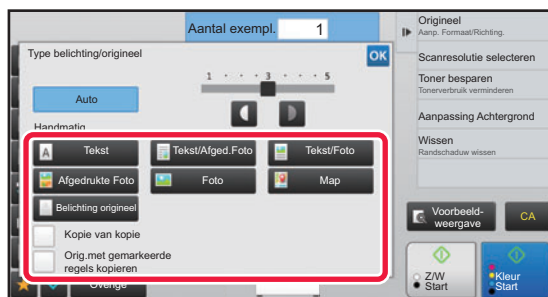 Aantal exempl. 1
Type belichting/origineel
OK
1 3 5
Auto
Handmatig
A Tekst
Tekst/Afged.Foto
Tekst/Foto
Afgedrukte Foto
Foto
Map
Belichting origineel
Kopie van kopie
Orig.met gemarkeerde
regels kopieren
Overige
Origineel
Aanp. Formaat/Richting.
Scanresolutie selecteren
Toner besparen
Tonerverbruik verminderen
Aanpassing Achtergrond
Wissen
Randschaduw wissen
Voorbeeld-
weergave
CA
Z/W
Start
Kleur
Start